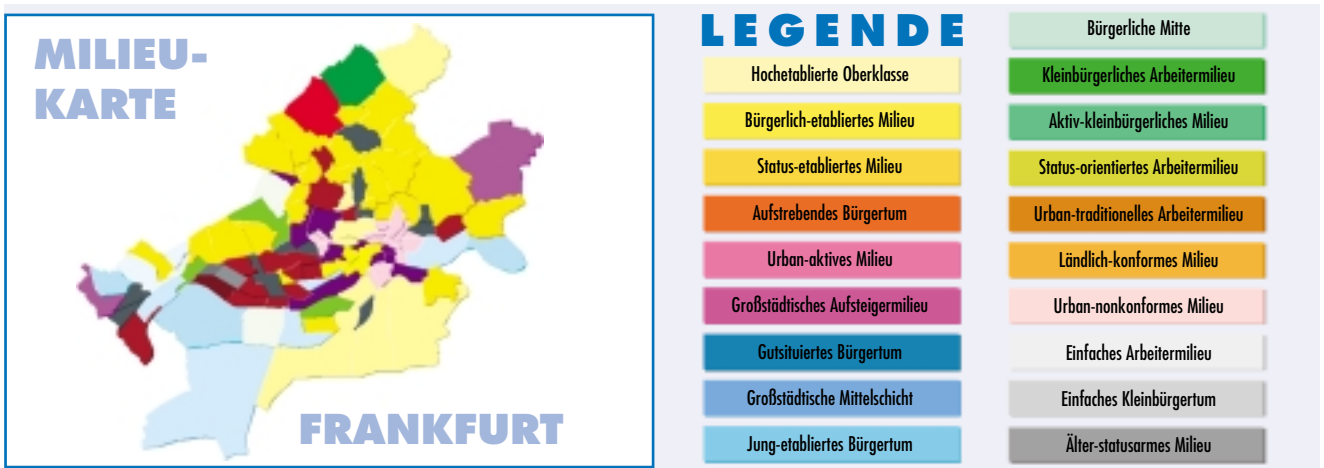 MILIEU-
KARTE
FRANKFURT
LEGENDE
Hochetablierte Oberklasse
Bürgerlich-etabliertes Milieu
Status-etabliertes Milieu
Aufstrebendes Bürgertum
Urban-aktives Milieu
Großstädtisches Aufsteigermilieu
Gutsituiertes Bürgertum
Großstädtische Mittelschicht
Jung-etabliertes Bürgertum
Bürgerliche Mitte
Kleinbürgerliches Arbeitermilieu
Aktiv-kleinbürgerliches Milieu
Status-orientiertes Arbeitermilieu
Urban-traditionelles Arbeitermilieu
Ländlich-konformes Milieu
Urban-nonkonformes Milieu
Einfaches Arbeitermilieu
Einfaches Kleinbürgertum
Älter-statusarmes Milieu